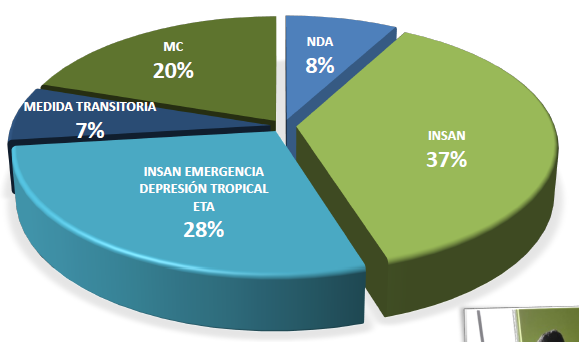 NDA
8%
INSAN
37%
INSAN EMERGENCIA
DEPRESIÓN TROPICAL
ETA
28%
MEDIDA TRANSITORIA
7%
MC
20%